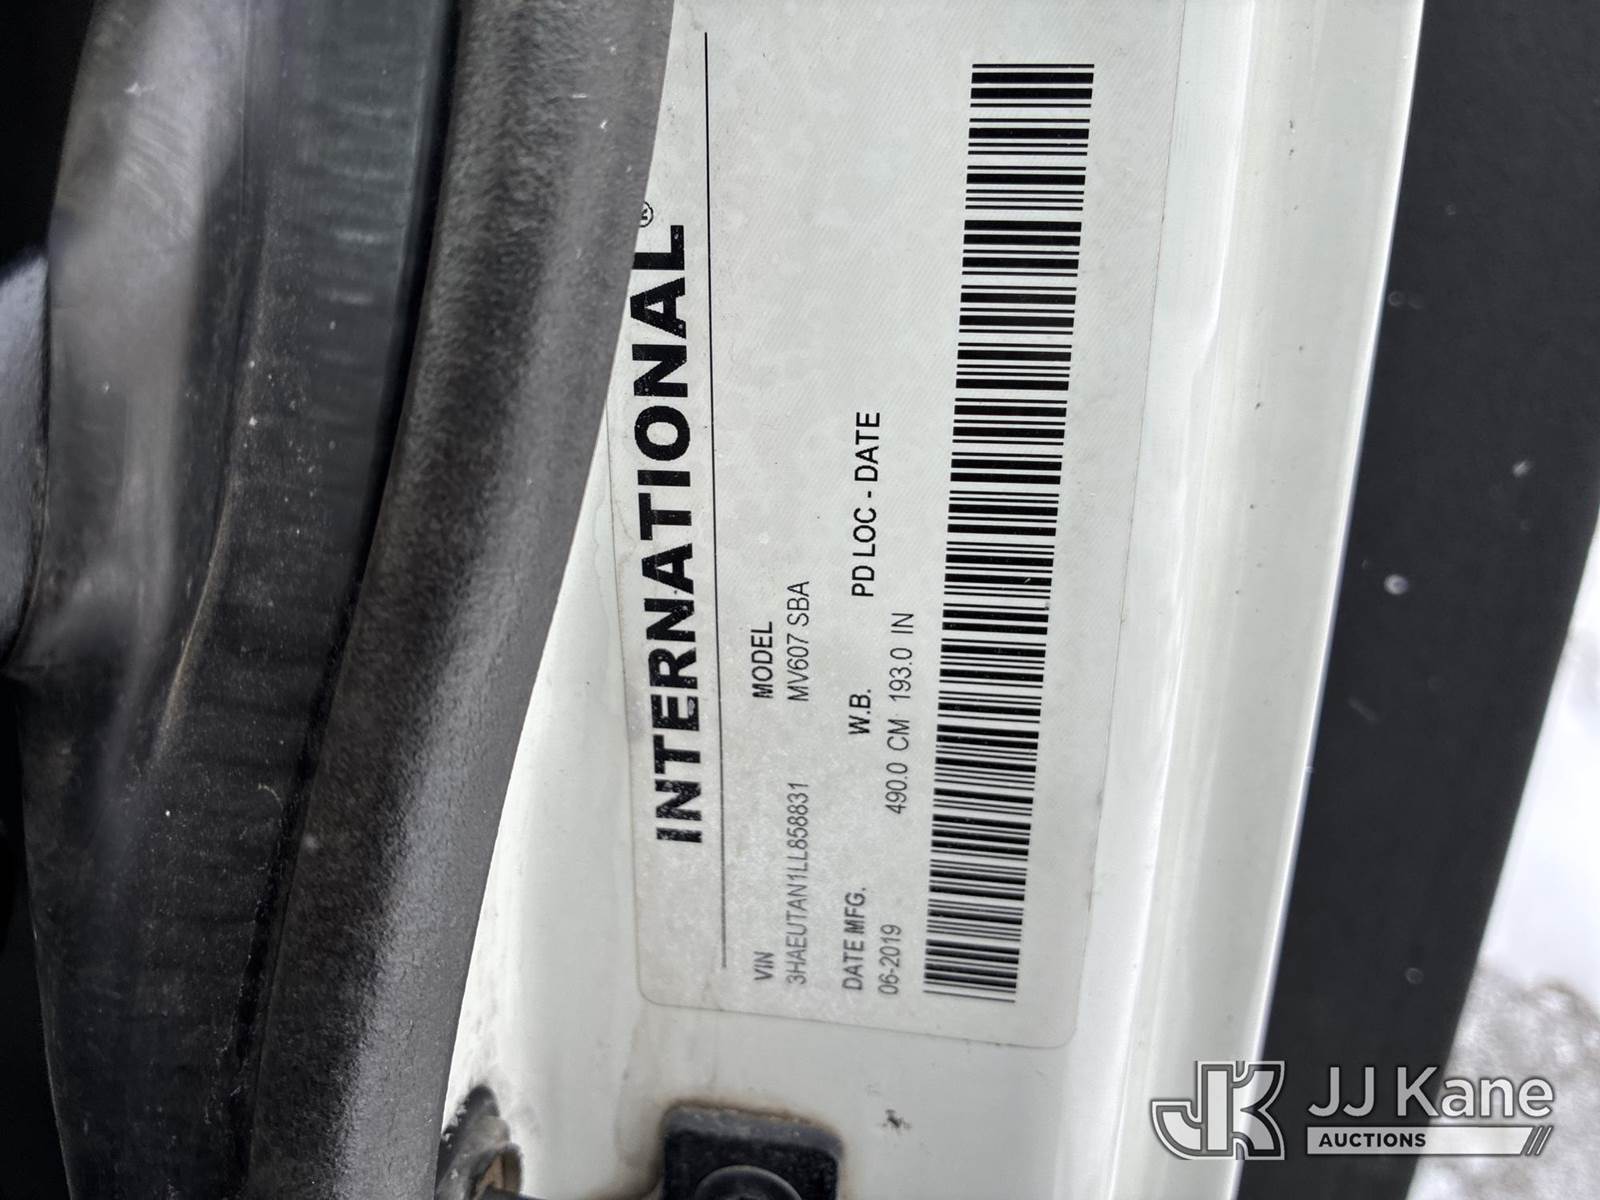 INTERNATIONAL®
VIN MODEL
3HAEUTAN1LL858831 MV607 SBA
DATE MFG. W.B. PD LOC - DATE
06-2019 490.0 CM 193.0 IN
JJ Kane
AUCTIONS